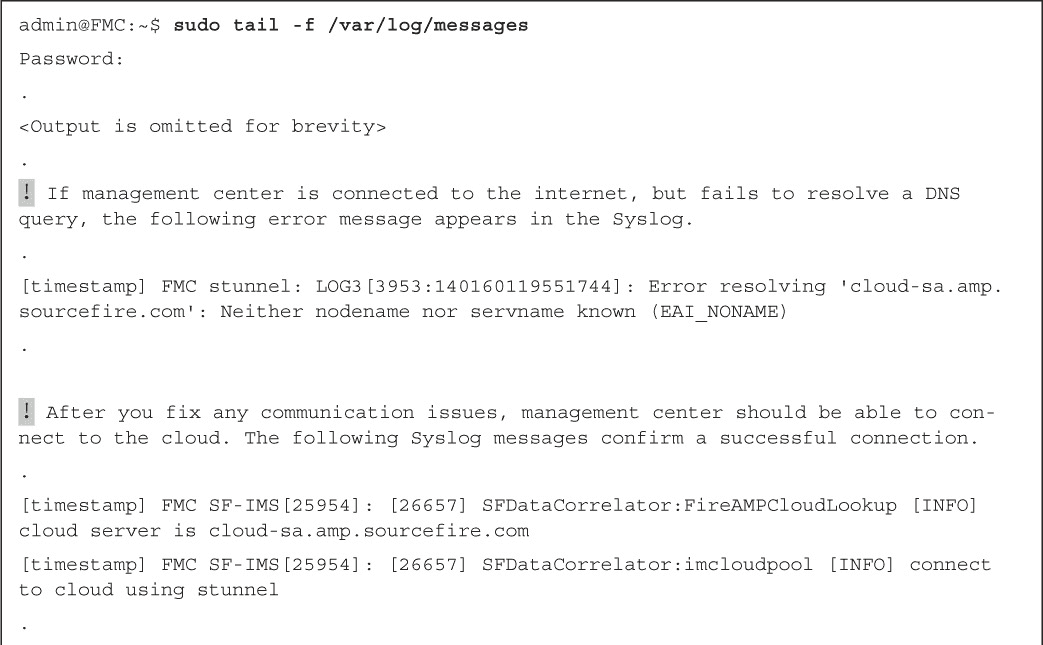 admin@FMC:~$ sudo tail -f /var/log/messages
Password:
.
<Output is omitted for brevity>
.
! If management center is connected to the internet, but fails to resolve a DNS
query, the following error message appears in the Syslog.
.
[timestamp] FMC stunnel: LOG3[3953:140160119551744]: Error resolving 'cloud-sa.amp.
sourcefire.com': Neither nodename nor servname known (EAI_NONAME)
.
! After you fix any communication issues, management center should be able to con-
nect to the cloud. The following Syslog messages confirm a successful connection.
.
[timestamp] FMC SF-IMS[25954]: [26657] SFDataCorrelator:FireAMPCloudLookup [INFO]
cloud server is cloud-sa.amp.sourcefire.com
[timestamp] FMC SF-IMS[25954]: [26657] SFDataCorrelator:imcloudpool [INFO] connect
to cloud using stunnel
.